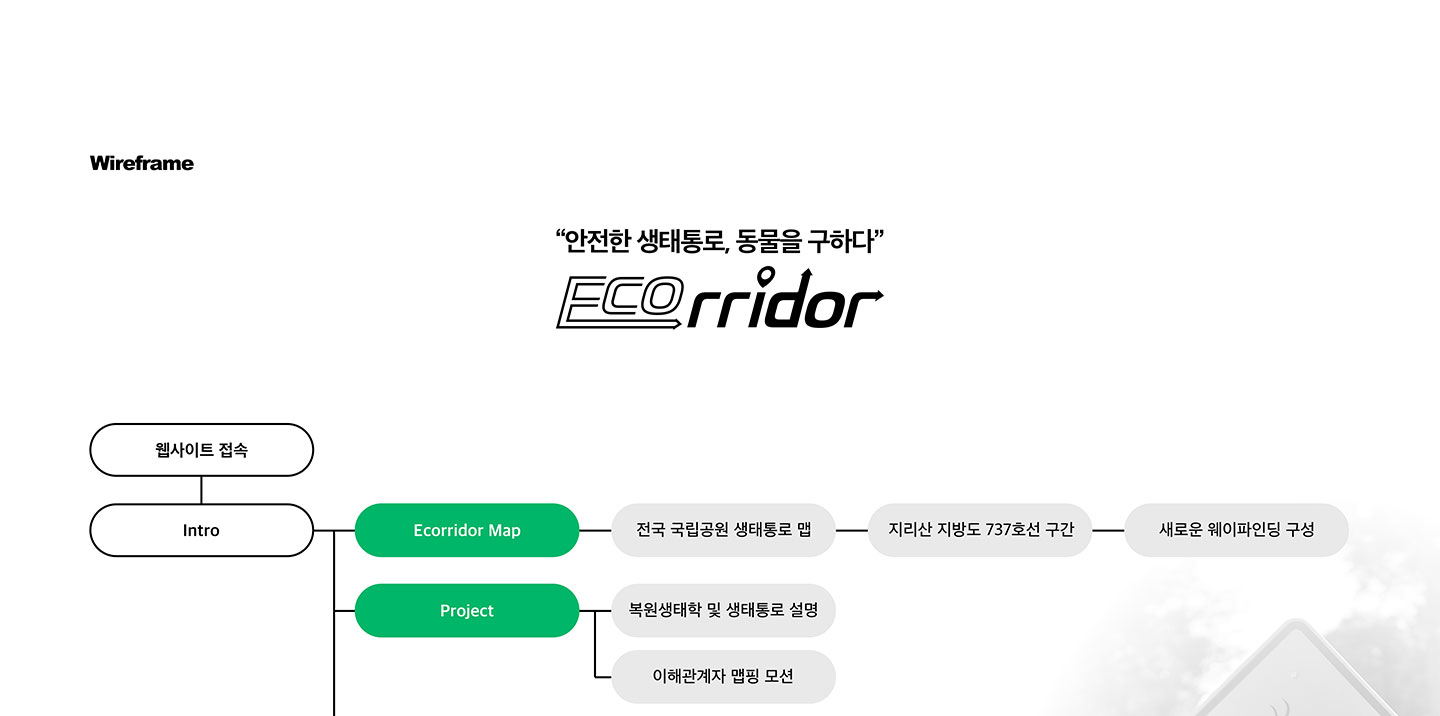 Wireframe
“안전한 생태통로, 동물을 구하다”
ECOrridor
웹사이트 접속
Intro
Ecorridor Map
전국 국립공원 생태통로 맵
지리산 지방도 737호선 구간
새로운 웨이파인딩 구성
Project
복원생태학 및 생태통로 설명
이해관계자 맵핑 모션